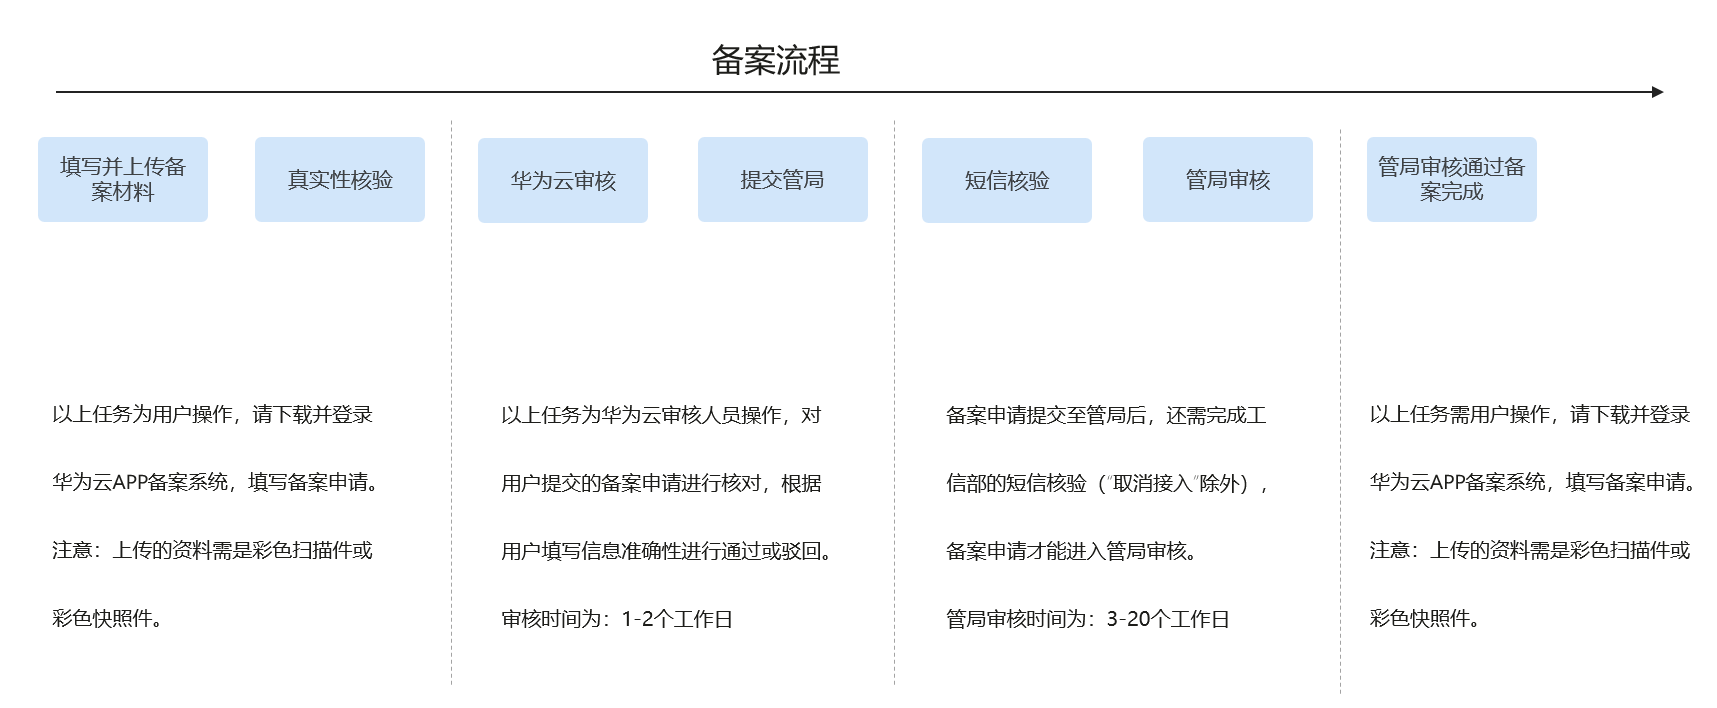 备案流程
填写并上传备
案材料
真实性核验
华为云审核
提交管局
短信核验
管局审核
管局审核通过备
案完成
以上任务为用户操作，请下载并登录
华为云APP备案系统，填写备案申请。
注意：上传的资料需是彩色扫描件或
彩色快照件。
以上任务为华为云审核人员操作，对
用户提交的备案申请进行核对，根据
用户填写信息准确性进行通过或驳回。
审核时间为：1-2个工作日
备案申请提交至管局后，还需完成工
信部的短信核验（“取消接入”除外），
备案申请才能进入管局审核。
管局审核时间为：3-20个工作日
以上任务需用户操作，请下载并登录
华为云APP备案系统，填写备案申请。
注意：上传的资料需是彩色扫描件或
彩色快照件。